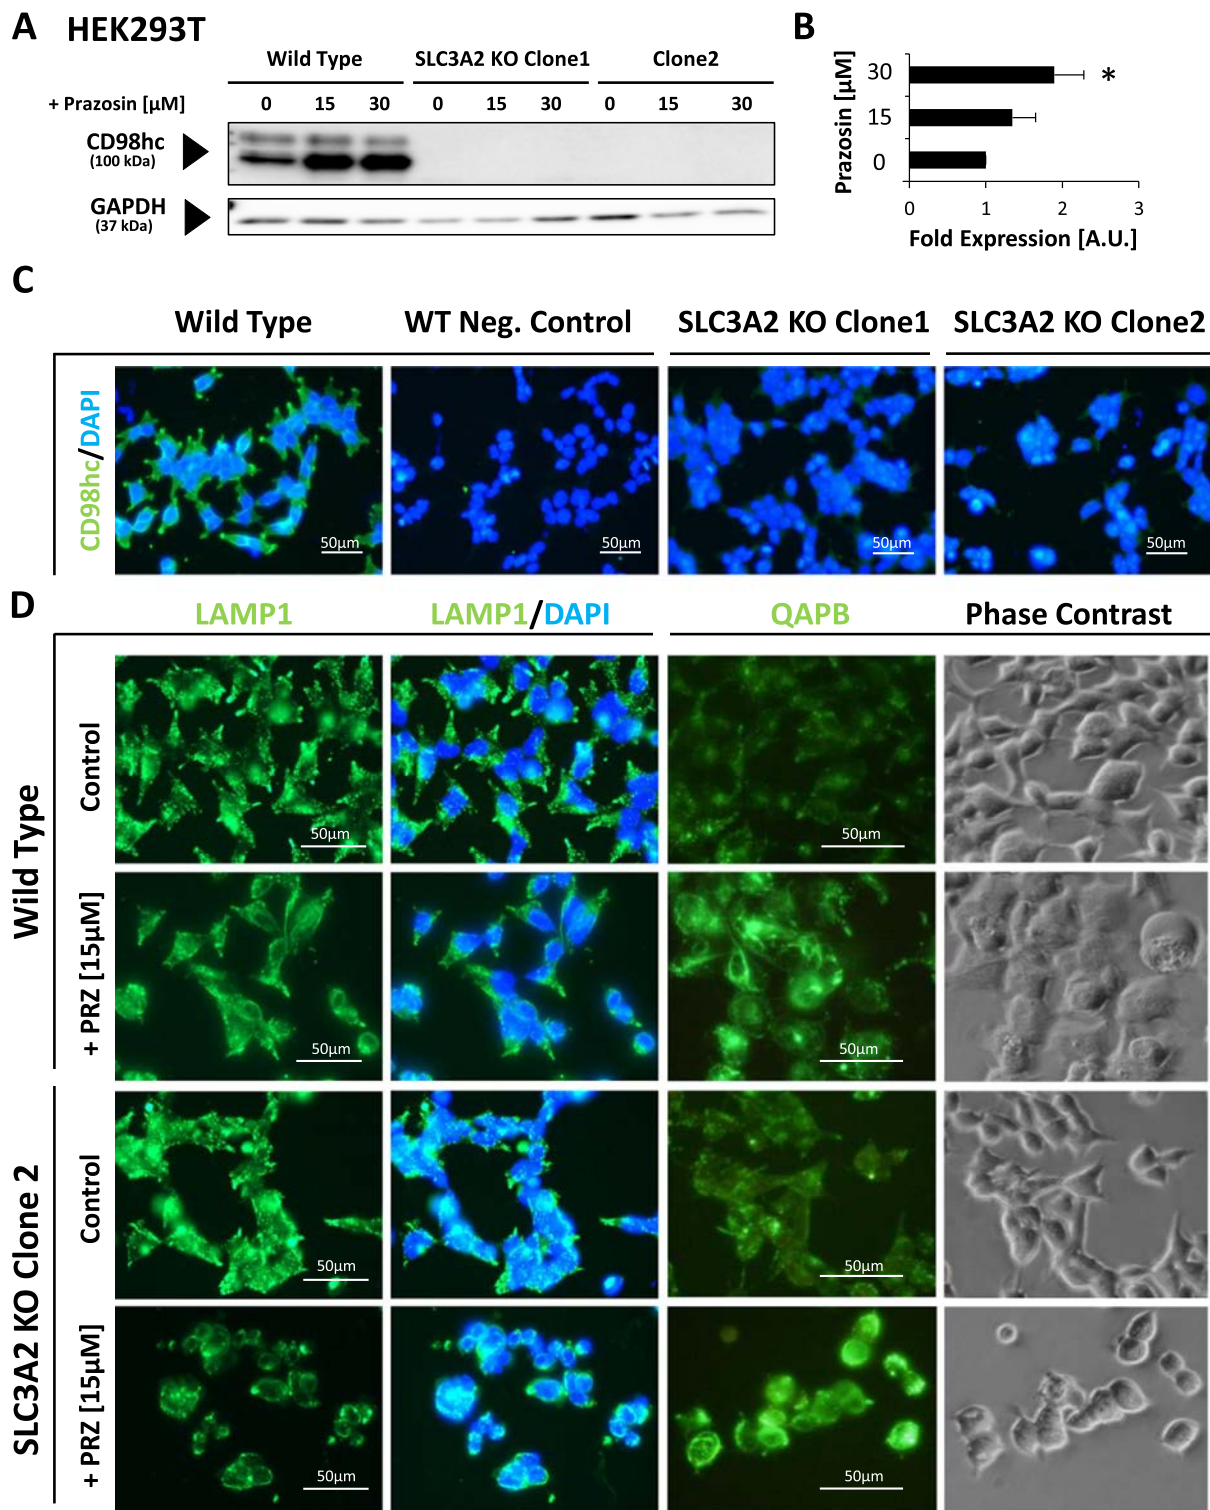 A HEK293T
Wild Type SLC3A2 KO Clone1 Clone2
+ Prazosin [µM] 0 15 30 0 15 30 0 15 30
CD98hc
(100 kDa)
GAPDH
(37 kDa)
B
Prazosin [µM]
30 *
15
0
0 1 2 3
Fold Expression [A.U.]
C
Wild Type WT Neg. Control SLC3A2 KO Clone1 SLC3A2 KO Clone2
CD98hc/DAPI
50µm 50µm 50µm 50µm
D
LAMP1 LAMP1/DAPI QAPB Phase Contrast
Wild Type
Control
50µm 50µm
+ PRZ [15µM]
50µm 50µm
SLC3A2 KO Clone 2
Control
50µm 50µm
+ PRZ [15µM]
50µm 50µm